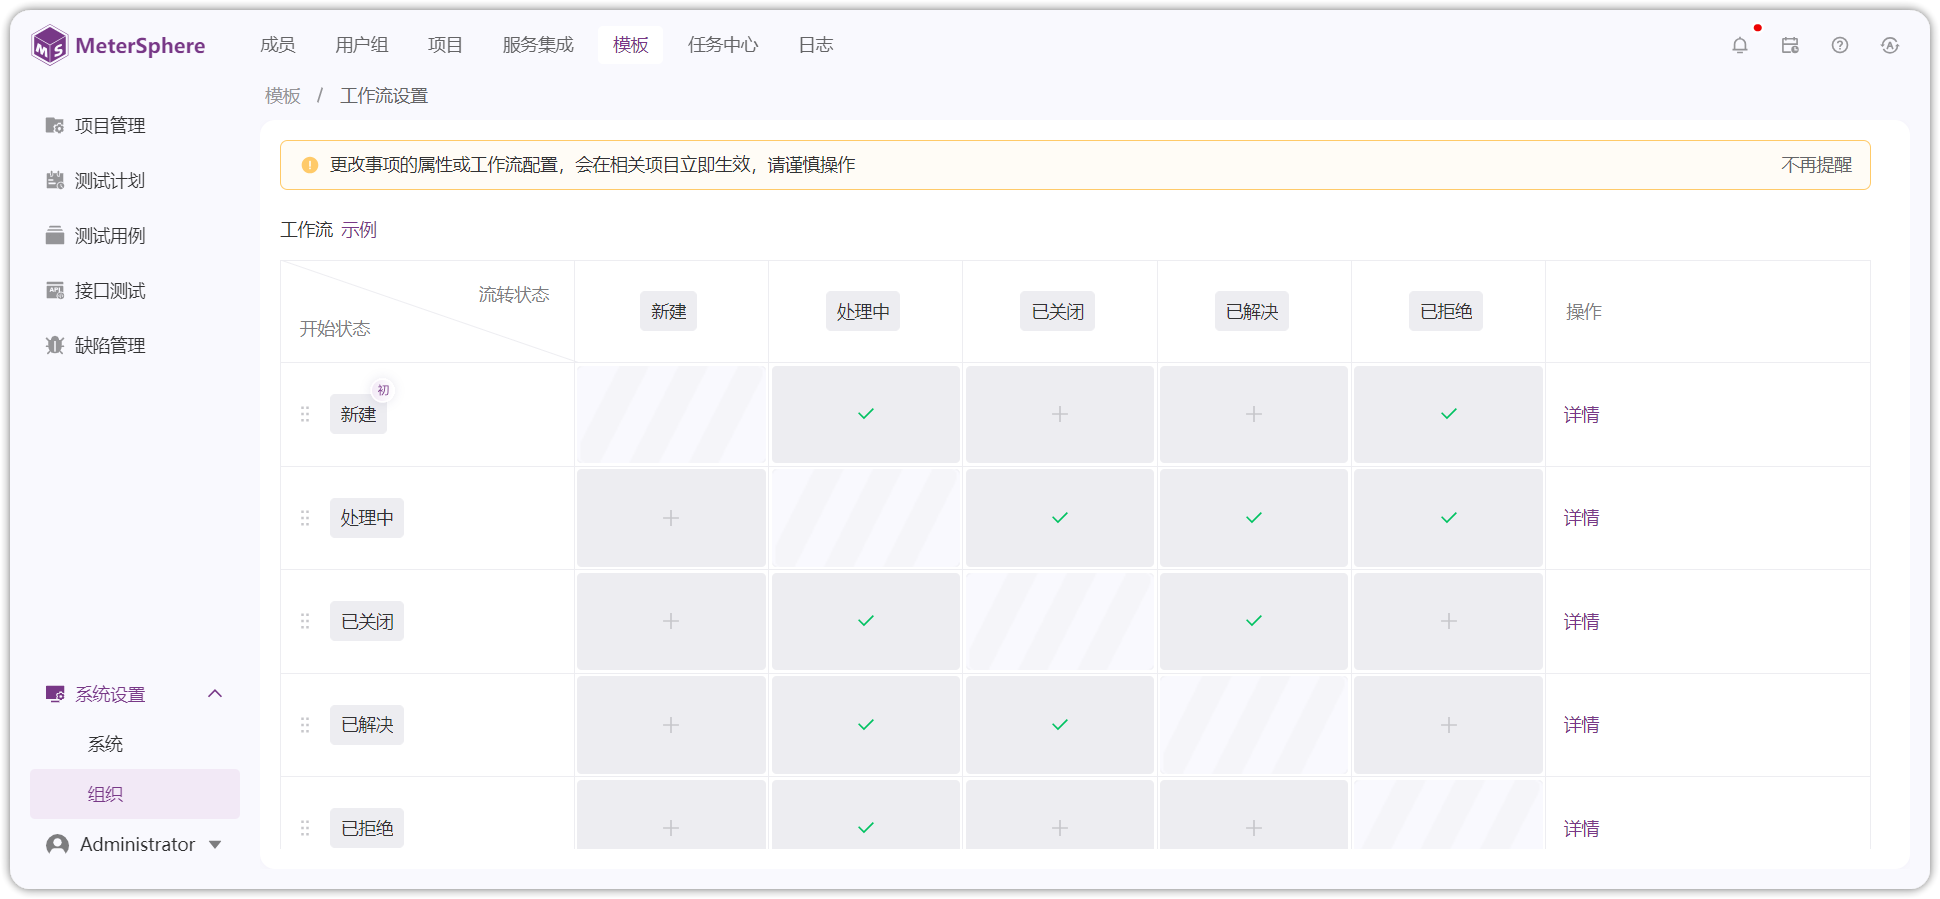 MeterSphere
成员 用户组 项目 服务集成 模板 任务中心 日志
模板 / 工作流设置
项目管理
测试计划
测试用例
接口测试
缺陷管理
更改事项的属性或工作流配置，会在相关项目立即生效，请谨慎操作 不再提醒
工作流 示例
流转状态
开始状态
新建 处理中 已关闭 已解决 已拒绝 操作
新建 初 详情
处理中 详情
已关闭 详情
已解决 详情
已拒绝 详情
系统设置
系统
组织
Administrator